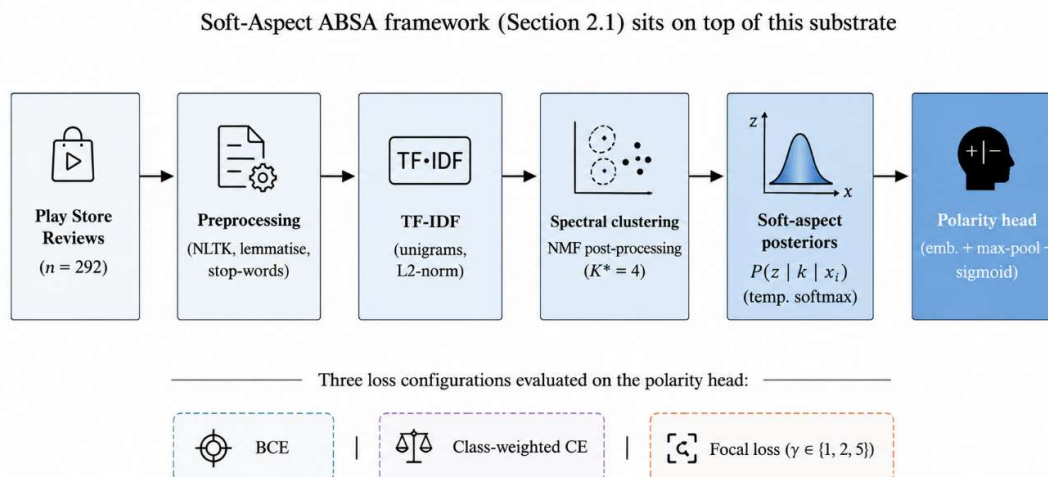 Soft-Aspect ABSA framework (Section 2.1) sits on top of this substrate
Play Store
Reviews
(n = 292)
Preprocessing
(NLTK, lemmatise,
stop-words)
TF·IDF
TF-IDF
(unigrams,
L2-norm)
Spectral clustering
NMF post-processing
(K* = 4)
z
x
Soft-aspect
posteriors
P(z | k | xᵢ)
(temp. softmax)
+|−
Polarity head
(emb. + max-pool -
sigmoid)
Three loss configurations evaluated on the polarity head:
BCE | Class-weighted CE | Focal loss (γ ∈ {1, 2, 5})